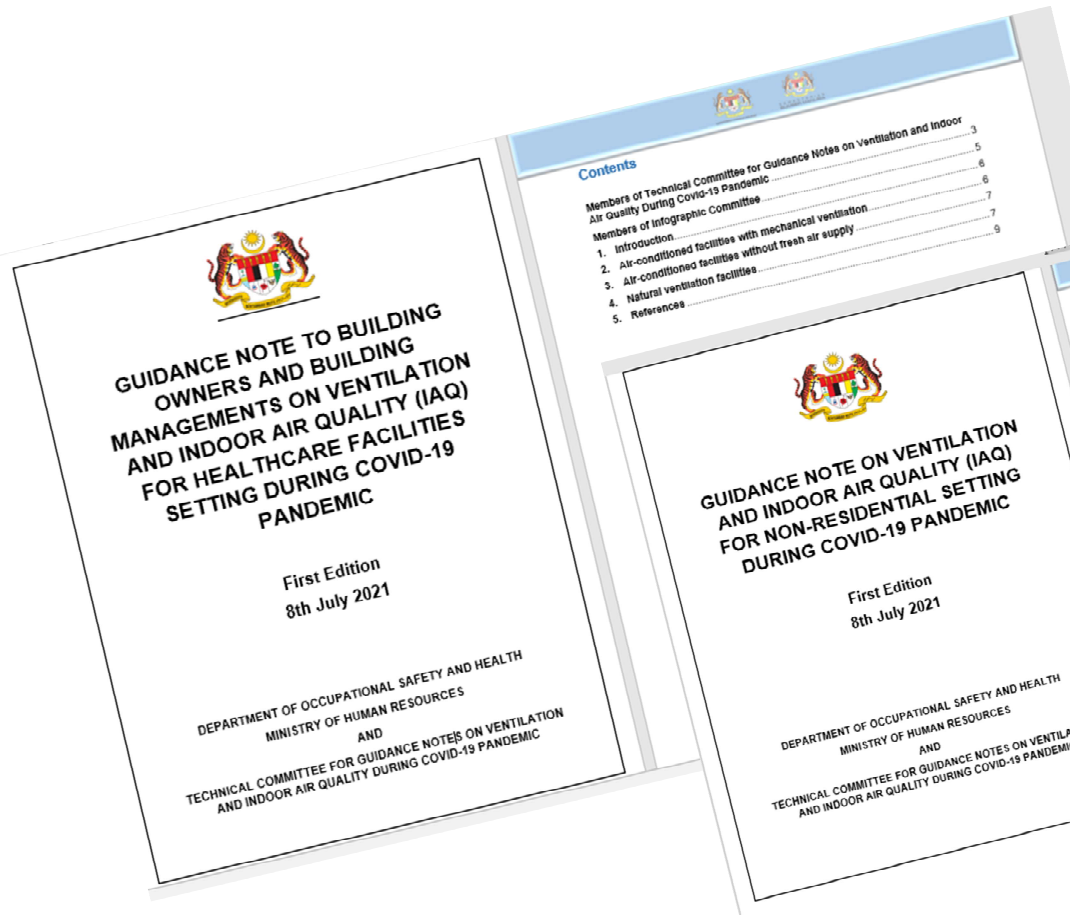 GUIDANCE NOTE TO BUILDING
OWNERS AND BUILDING
MANAGEMENTS ON VENTILATION
AND INDOOR AIR QUALITY (IAQ)
FOR HEALTHCARE FACILITIES
SETTING DURING COVID-19
PANDEMIC
First Edition
8th July 2021
DEPARTMENT OF OCCUPATIONAL SAFETY AND HEALTH
MINISTRY OF HUMAN RESOURCES
AND
TECHNICAL COMMITTEE FOR GUIDANCE NOTES ON VENTILATION
AND INDOOR AIR QUALITY DURING COVID-19 PANDEMIC
Contents
Members of Technical Committee for Guidance Notes on Ventilation and Indoor
Air Quality During Covid-19 Pandemic ........ 3
Members of Infographic Committee ........ 5
1. Introduction ........ 6
2. Air-conditioned facilities with mechanical ventilation ........ 6
3. Air-conditioned facilities without fresh air supply ........ 7
4. Natural ventilation facilities ........ 7
5. References ........ 9
GUIDANCE NOTE ON VENTILATION
AND INDOOR AIR QUALITY (IAQ)
FOR NON-RESIDENTIAL SETTING
DURING COVID-19 PANDEMIC
First Edition
8th July 2021
DEPARTMENT OF OCCUPATIONAL SAFETY AND HEALTH
MINISTRY OF HUMAN RESOURCES
AND
TECHNICAL COMMITTEE FOR GUIDANCE NOTES ON VENTILA
AND INDOOR AIR QUALITY DURING COVID-19 PANDEMI